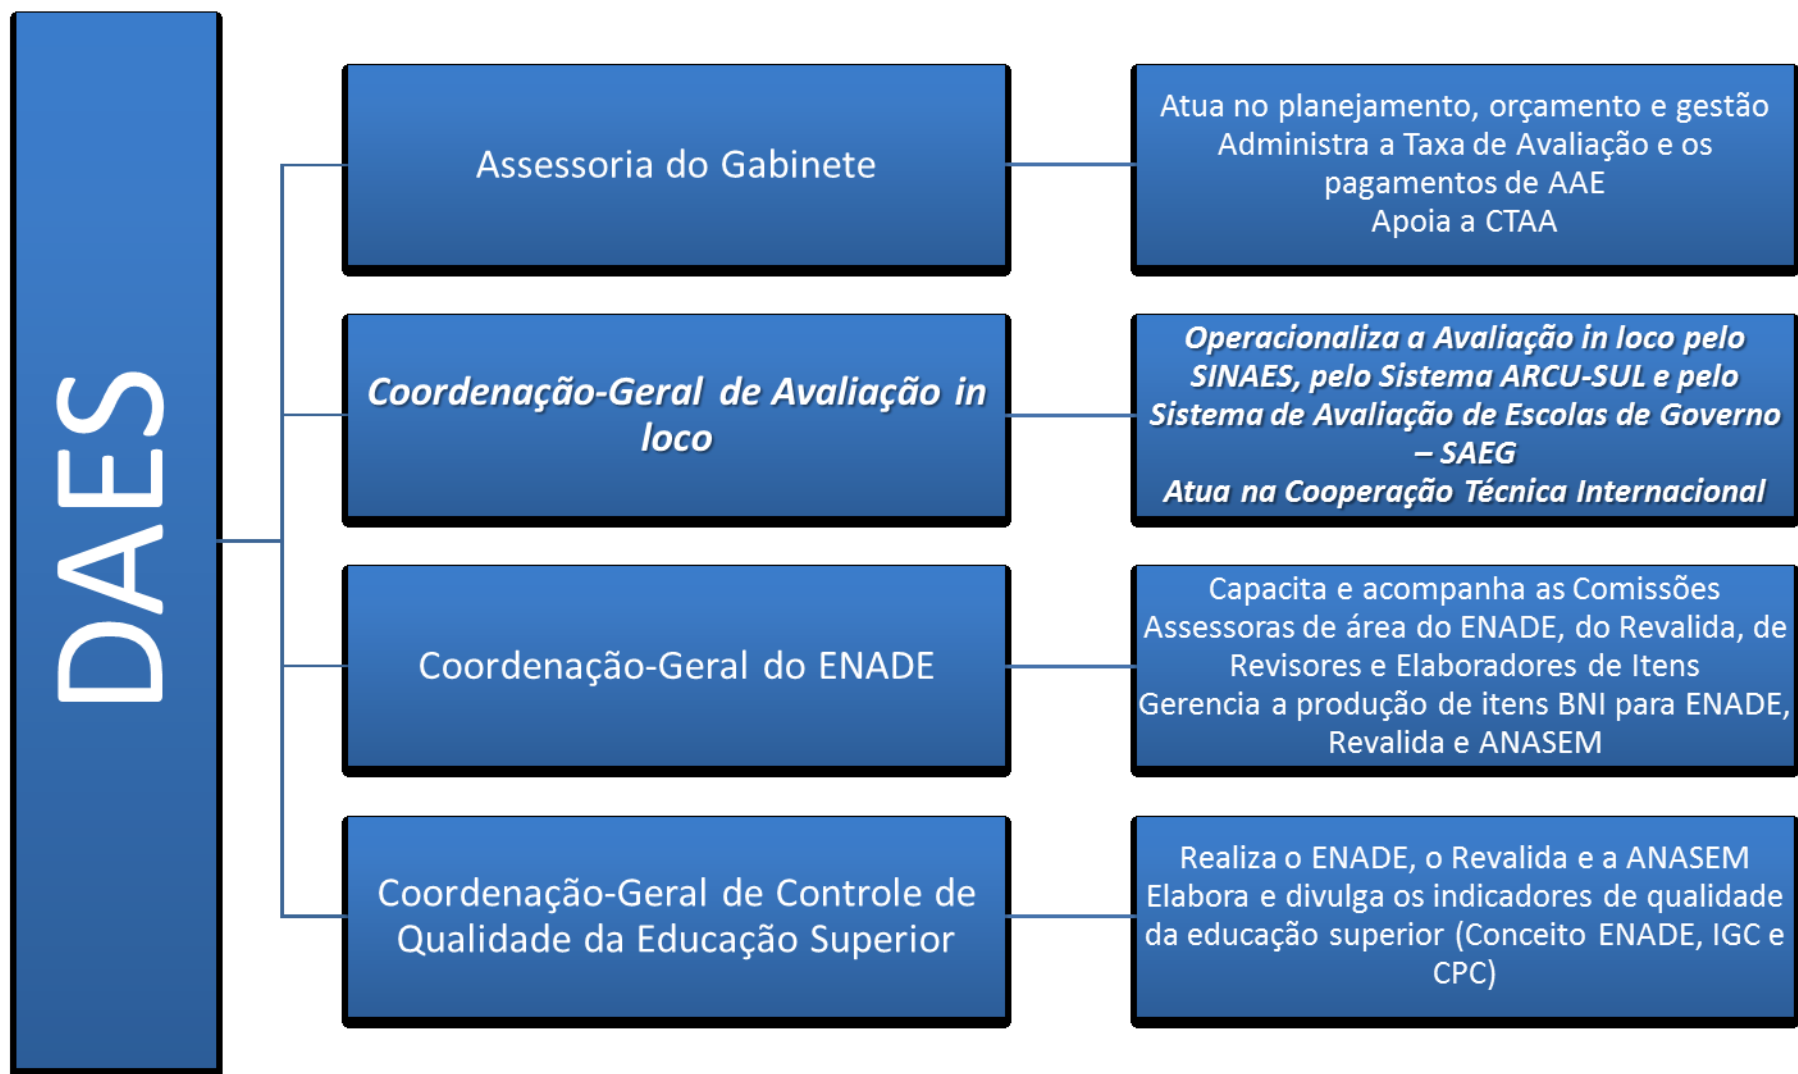 DAES
Assessoria do Gabinete
Atua no planejamento, orçamento e gestão
Administra a Taxa de Avaliação e os
pagamentos de AAE
Apoia a CTAA
Coordenação-Geral de Avaliação in
loco
Operacionaliza a Avaliação in loco pelo
SINAES, pelo Sistema ARCU-SUL e pelo
Sistema de Avaliação de Escolas de Governo
– SAEG
Atua na Cooperação Técnica Internacional
Coordenação-Geral do ENADE
Capacita e acompanha as Comissões
Assessoras de área do ENADE, do Revalida, de
Revisores e Elaboradores de Itens
Gerencia a produção de itens BNI para ENADE,
Revalida e ANASEM
Coordenação-Geral de Controle de
Qualidade da Educação Superior
Realiza o ENADE, o Revalida e a ANASEM
Elabora e divulga os indicadores de qualidade
da educação superior (Conceito ENADE, IGC e
CPC)